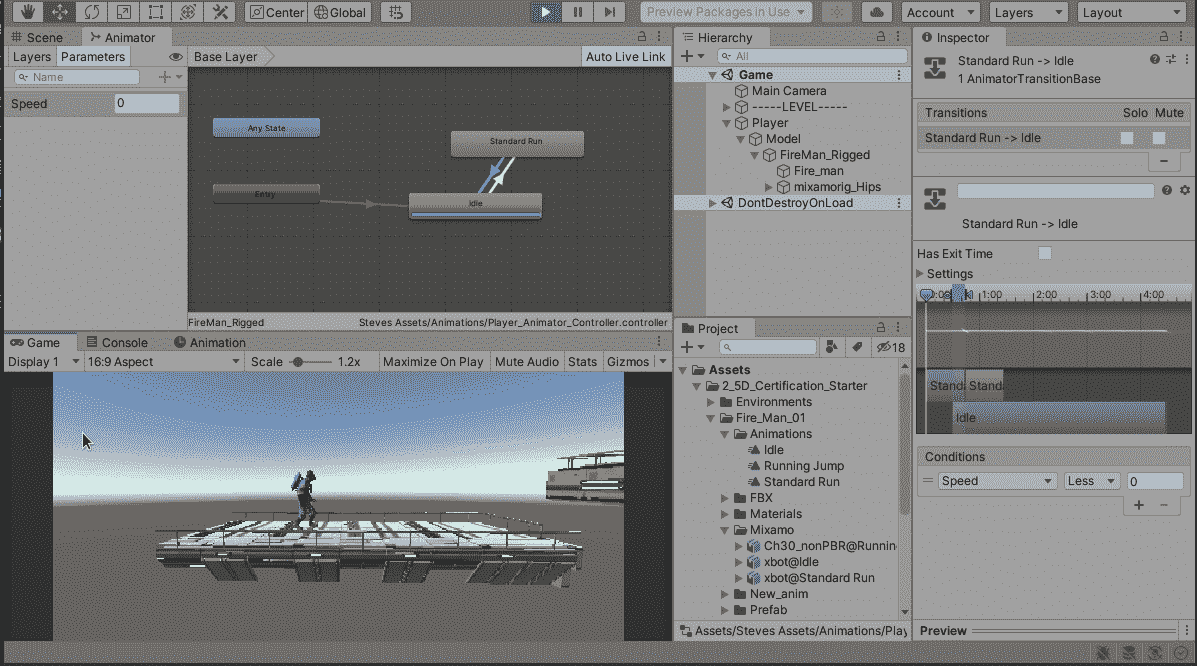 Center Global Preview Packages in Use Account Layers Layout
Scene Animator
Layers Parameters Base Layer Auto Live Link
Name
Speed 0
Any State
Standard Run
Entry
Idle
FireMan_Rigged Steves Assets/Animations/Player_Animator_Controller.controller
Game Console Animation
Display 1 16:9 Aspect Scale 1.2x Maximize On Play Mute Audio Stats Gizmos
Hierarchy
All
Game
Main Camera
-----LEVEL-----
Player
Model
FireMan_Rigged
Fire_man
mixamorig_Hips
DontDestroyOnLoad
Project
18
Assets
2_5D_Certification_Starter
Environments
Fire_Man_01
Animations
Idle
Running Jump
Standard Run
FBX
Materials
Mixamo
Ch30_nonPBR@Runnin
xbot@Idle
xbot@Standard Run
New_anim
Prefab
Assets/Steves Assets/Animations/Play
Inspector
Standard Run -> Idle
1 AnimatorTransitionBase
Transitions Solo Mute
Standard Run -> Idle
Standard Run -> Idle
Has Exit Time
Settings
1:00 2:00 3:00 4:00
Standi Stand
Idle
Conditions
Speed Less 0
Preview